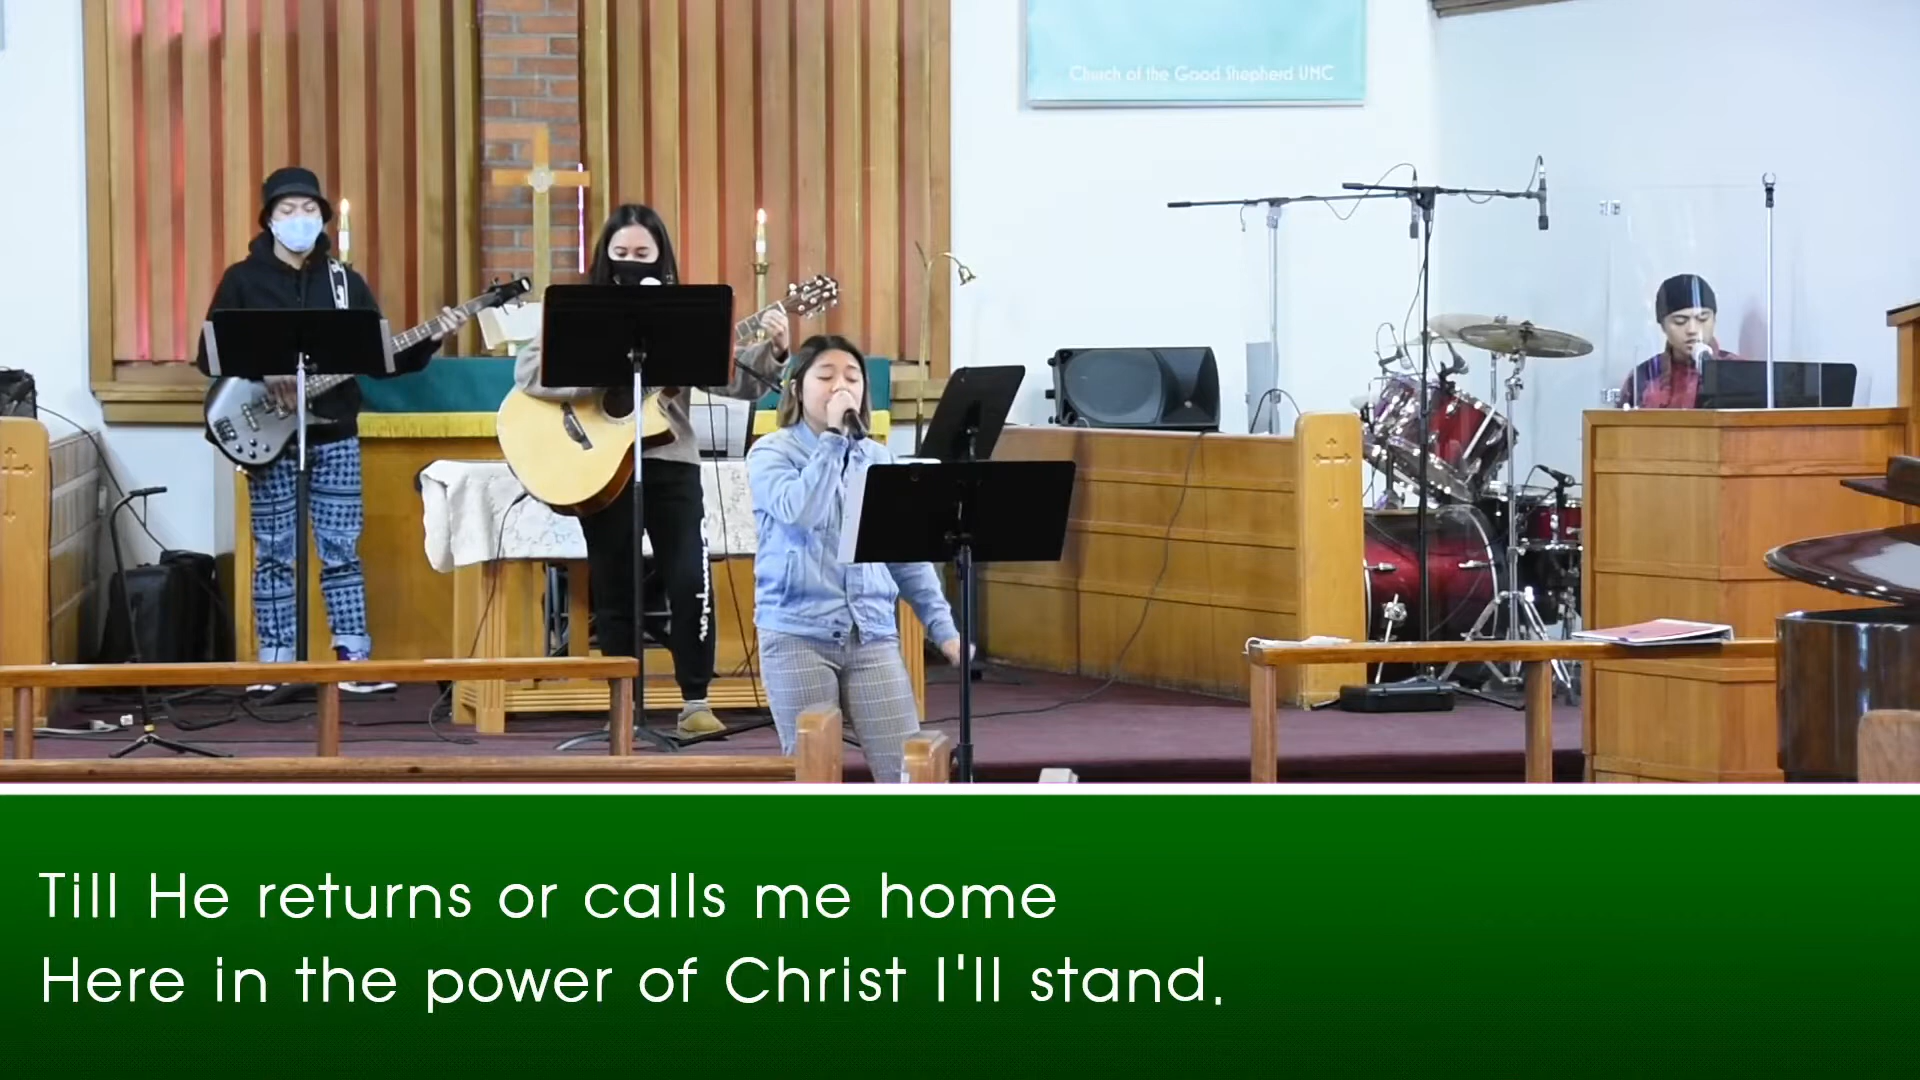 Church of the Good Shepherd UMC
Till He returns or calls me home
Here in the power of Christ I'll stand.